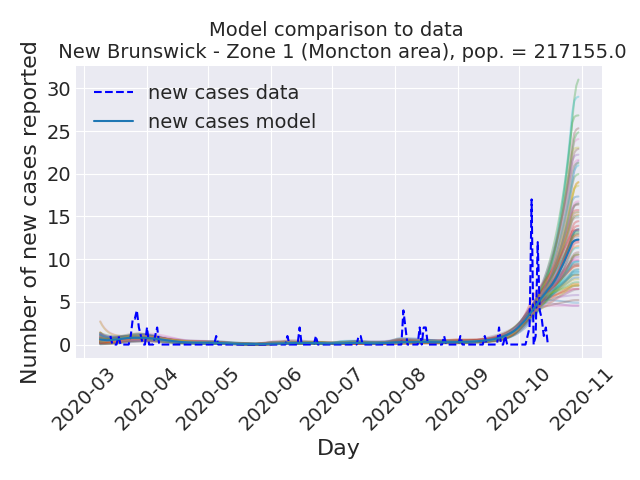 Model comparison to data
New Brunswick - Zone 1 (Moncton area), pop. = 217155.0
Number of new cases reported
30
25
20
15
10
5
0
new cases data
new cases model
2020-03
2020-04
2020-05
2020-06
2020-07
2020-08
2020-09
2020-10
2020-11
Day